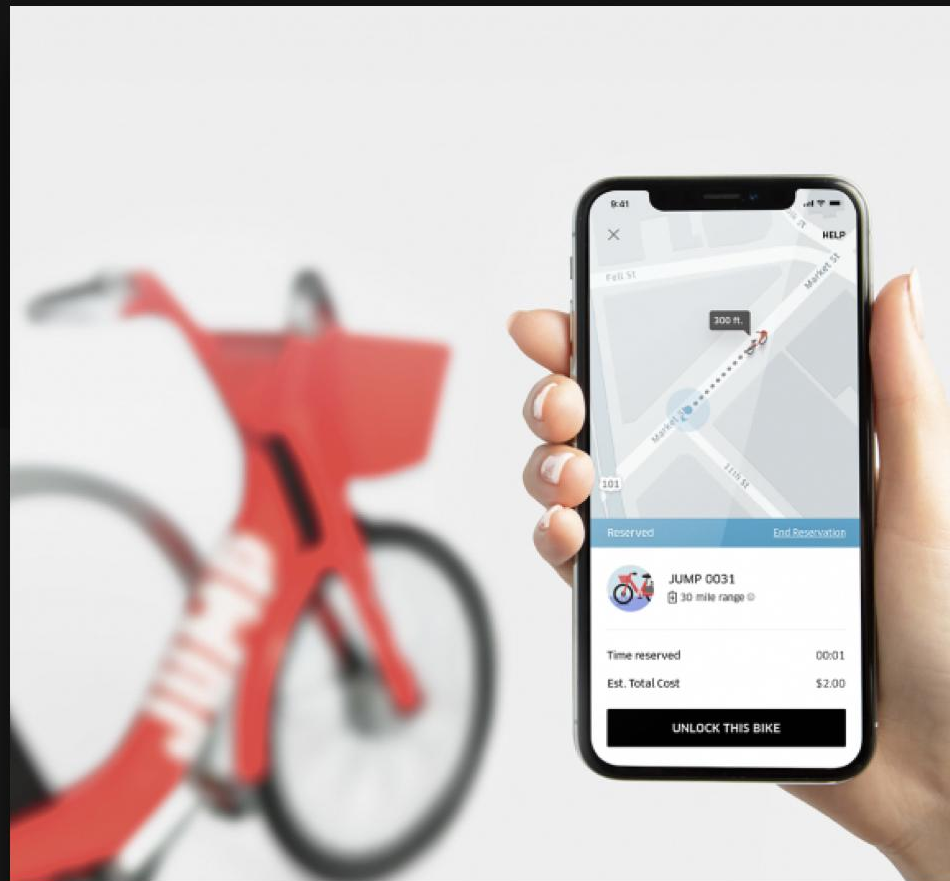 JUMP
9:41
HELP
Fell St
Market St
300 ft.
Market St
11th St
101
Reserved
End Reservation
JUMP 0031
30 mile range
Time reserved
00:01
Est. Total Cost
$2.00
UNLOCK THIS BIKE